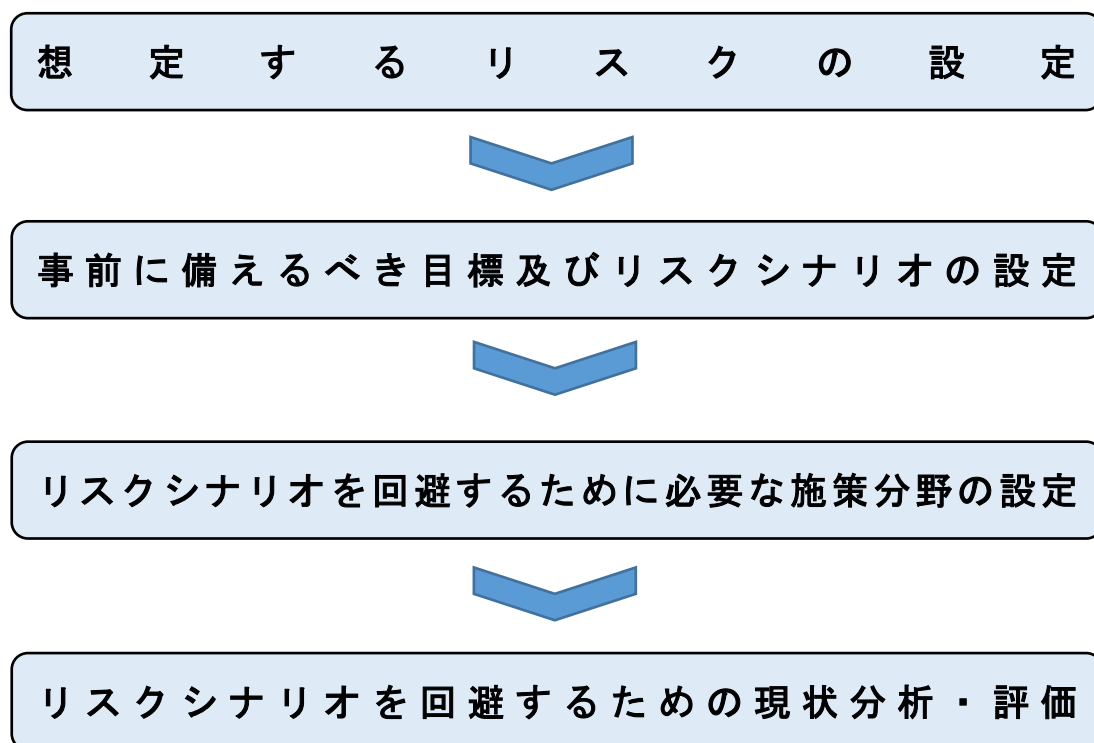 想定するリスクの設定
事前に備えるべき目標及びリスクシナリオの設定
リスクシナリオを回避するために必要な施策分野の設定
リスクシナリオを回避するための現状分析・評価